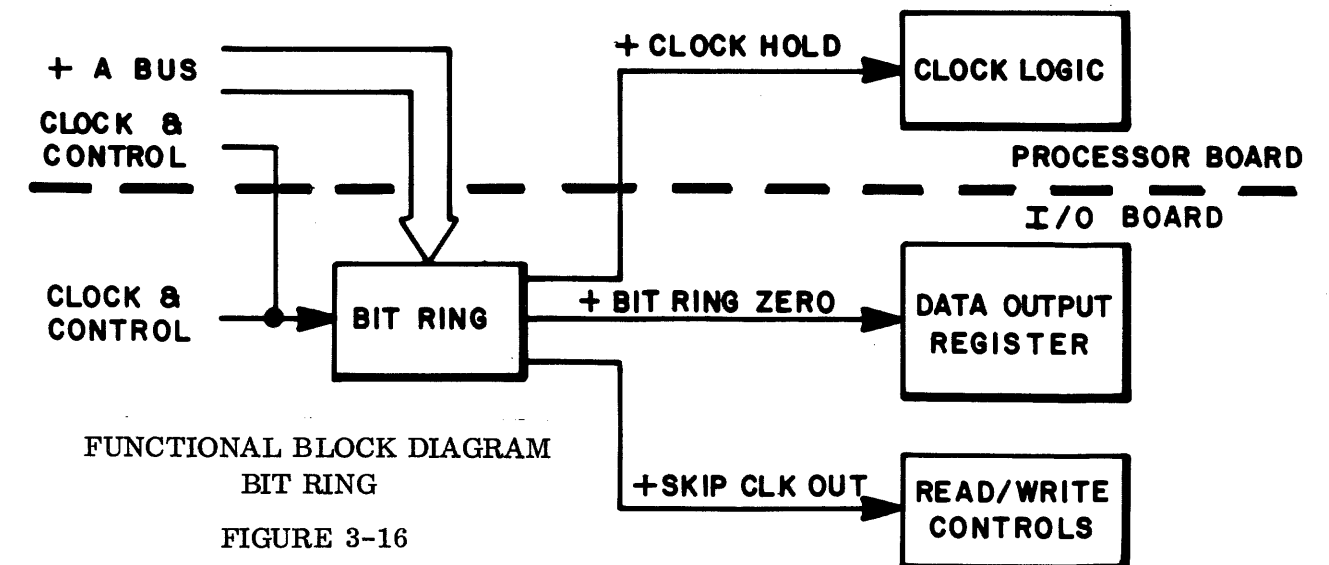 + CLOCK HOLD
CLOCK LOGIC
+ A BUS
CLOCK &
CONTROL
PROCESSOR BOARD
I/O BOARD
CLOCK &
CONTROL
BIT RING
+ BIT RING ZERO
DATA OUTPUT
REGISTER
+SKIP CLK OUT
READ/WRITE
CONTROLS
FUNCTIONAL BLOCK DIAGRAM
BIT RING
FIGURE 3-16